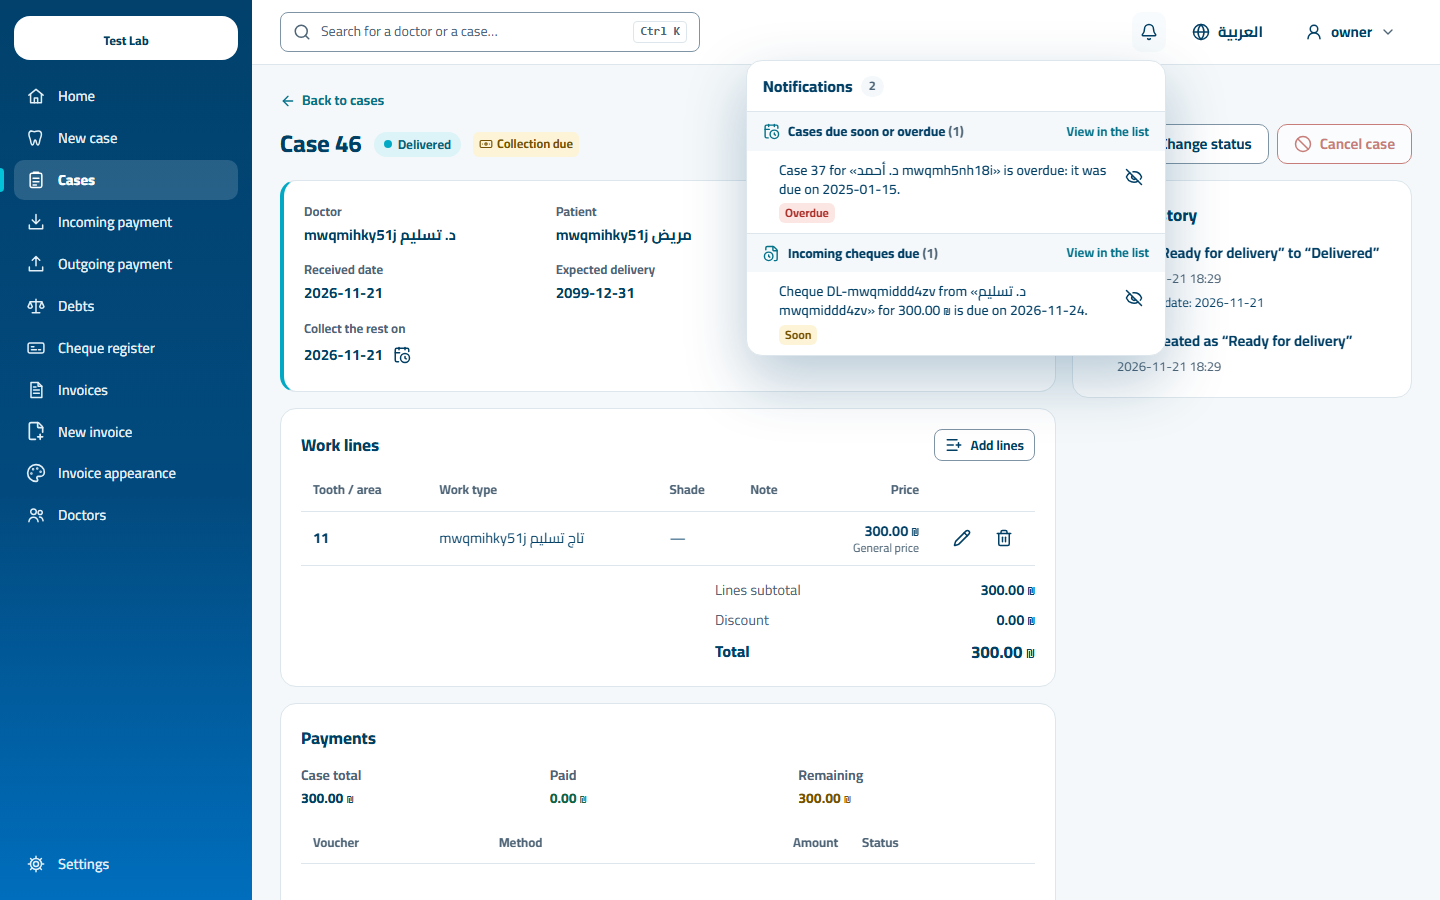 Test Lab
Home
New case
Cases
Incoming payment
Outgoing payment
Debts
Cheque register
Invoices
New invoice
Invoice appearance
Doctors
Settings
Search for a doctor or a case...
Ctrl K
العربية
owner
Back to cases
Case 46
Delivered
Collection due
Change status
Cancel case
Notifications 2
Cases due soon or overdue (1)
View in the list
Case 37 for «د. أحمد mwqmh5nh18i» is overdue: it was
due on 2025-01-15.
Overdue
Incoming cheques due (1)
View in the list
Cheque DL-mwqmiddd4zv from «د. تسليم
mwqmiddd4zv» for 300.00 ₪ is due on 2026-11-24.
Soon
Doctor
د. تسليم mwqmihky51j
Patient
مريض mwqmihky51j
Received date
2026-11-21
Expected delivery
2099-12-31
Collect the rest on
2026-11-21
Ready for delivery” to “Delivered”
-21 18:29
date: 2026-11-21
eated as “Ready for delivery”
2026-11-21 18:29
Work lines
Add lines
Tooth / area
Work type
Shade
Note
Price
11
تاج تسليم mwqmihky51j
—
300.00 ₪
General price
Lines subtotal
300.00 ₪
Discount
0.00 ₪
Total
300.00 ₪
Payments
Case total
300.00 ₪
Paid
0.00 ₪
Remaining
300.00 ₪
Voucher
Method
Amount
Status